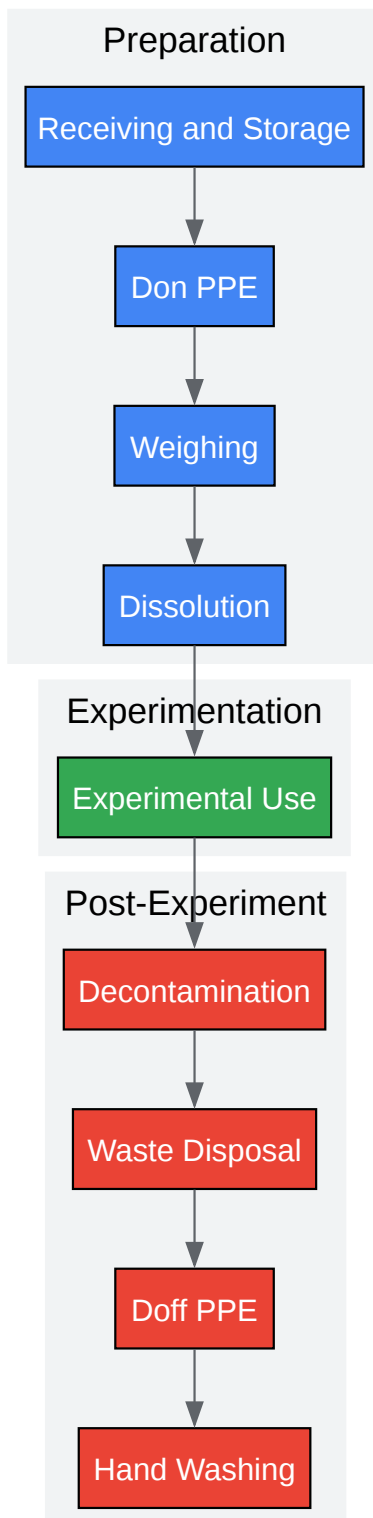 Preparation
Receiving and Storage
Don PPE
Weighing
Dissolution
Experimentation
Experimental Use
Post-Experiment
Decontamination
Waste Disposal
Doff PPE
Hand Washing